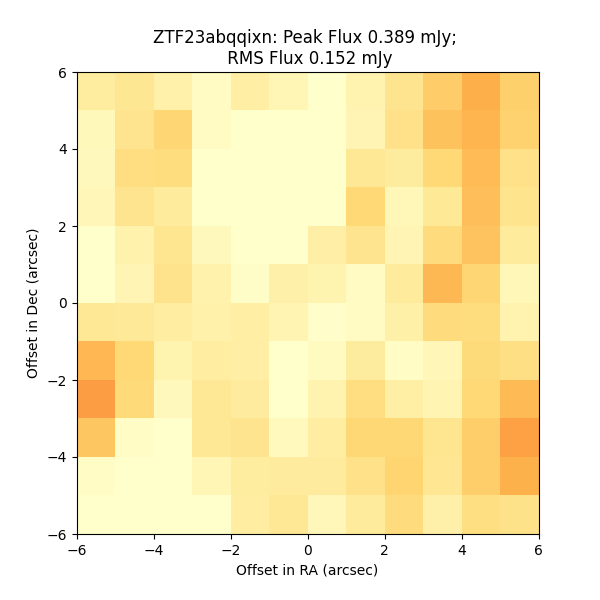 ZTF23abqqixn: Peak Flux 0.389 mJy;
RMS Flux 0.152 mJy
6
4
2
0
−2
−4
−6
Offset in Dec (arcsec)
−6 −4 −2 0 2 4 6
Offset in RA (arcsec)